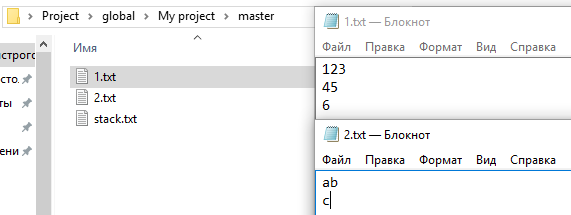 Project > global > My project > master
Имя
строго
сто.
ты
ени
1.txt
2.txt
stack.txt
1.txt — Блокнот
Файл Правка Формат Вид Справка
123
45
6
2.txt — Блокнот
Файл Правка Формат Вид Справка
ab
c